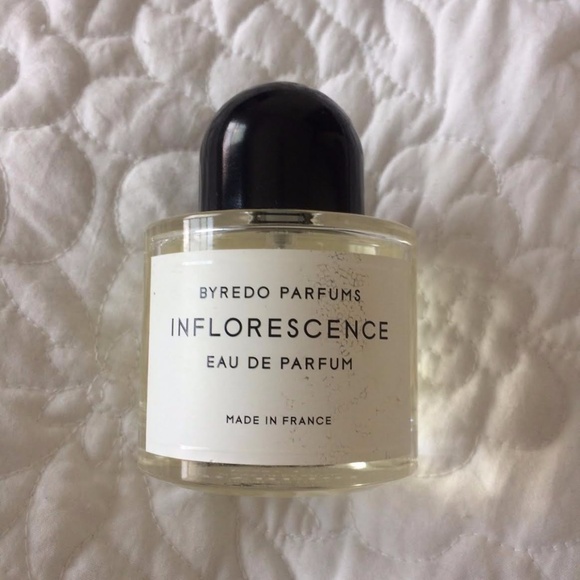 BYREDO PARFUMS
INFLORESCENCE
EAU DE PARFUM
MADE IN FRANCE